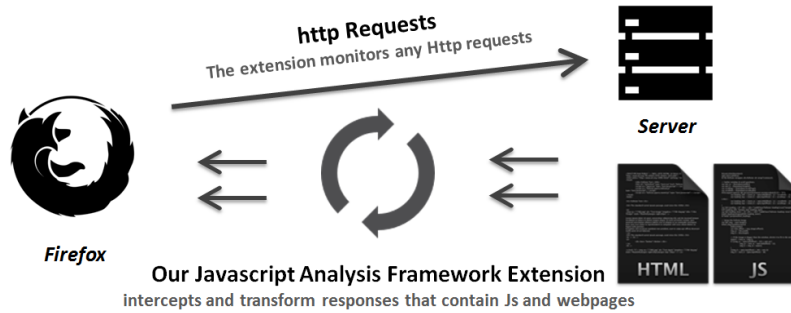 http Requests
The extension monitors any Http requests
Server
Firefox
HTML
JS
Our Javascript Analysis Framework Extension
intercepts and transform responses that contain Js and webpages